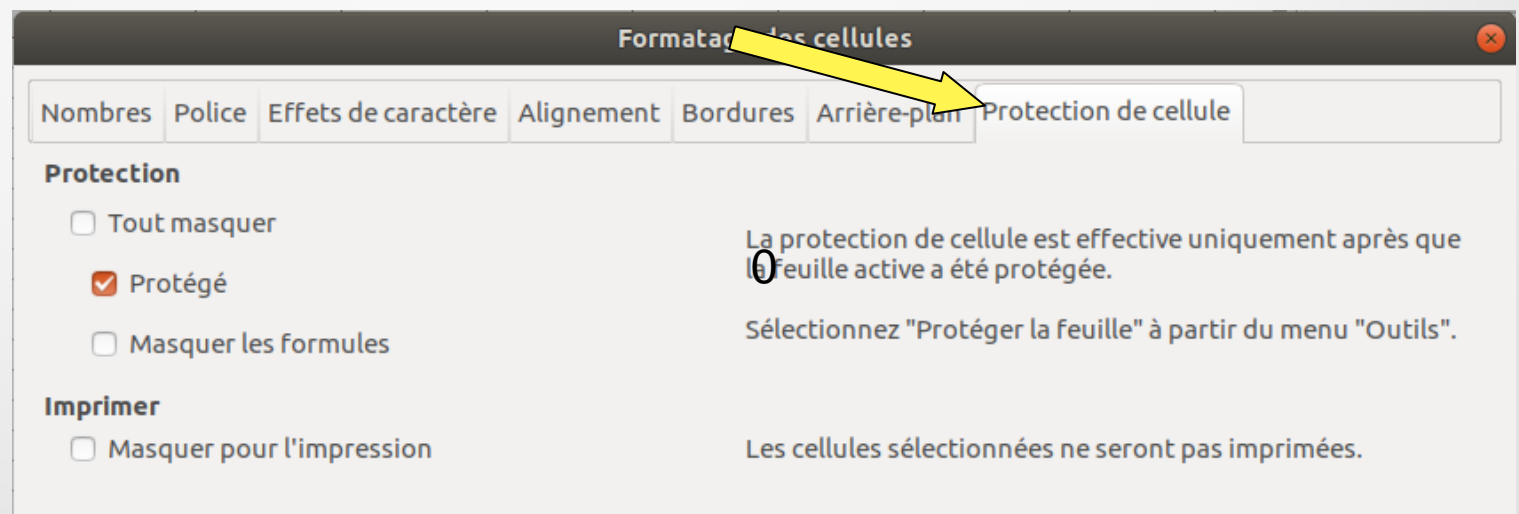 Formatage des cellules
Nombres Police Effets de caractère Alignement Bordures Arrière-plan Protection de cellule
Protection
Tout masquer
La protection de cellule est effective uniquement après que
la feuille active a été protégée.
0
Protégé
Sélectionnez "Protéger la feuille" à partir du menu "Outils".
Masquer les formules
Imprimer
Masquer pour l'impression
Les cellules sélectionnées ne seront pas imprimées.